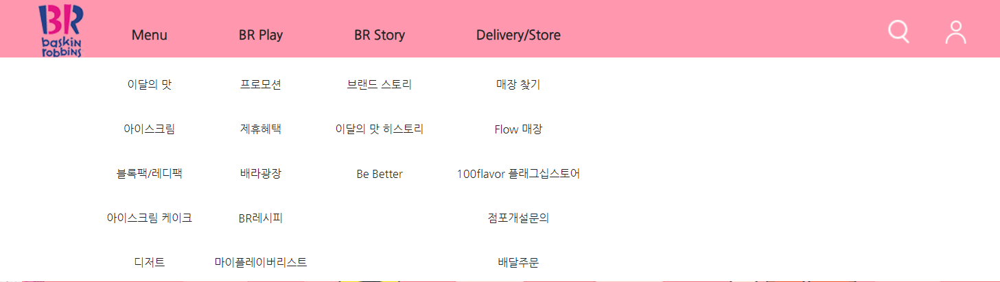 BR
baskin
robbins
Menu
BR Play
BR Story
Delivery/Store
이달의 맛
프로모션
브랜드 스토리
매장 찾기
아이스크림
제휴혜택
이달의 맛 히스토리
Flow 매장
블록팩/레디팩
배라광장
Be Better
100flavor 플래그십스토어
아이스크림 케이크
BR레시피
점포개설문의
디저트
마이플레이버리스트
배달주문